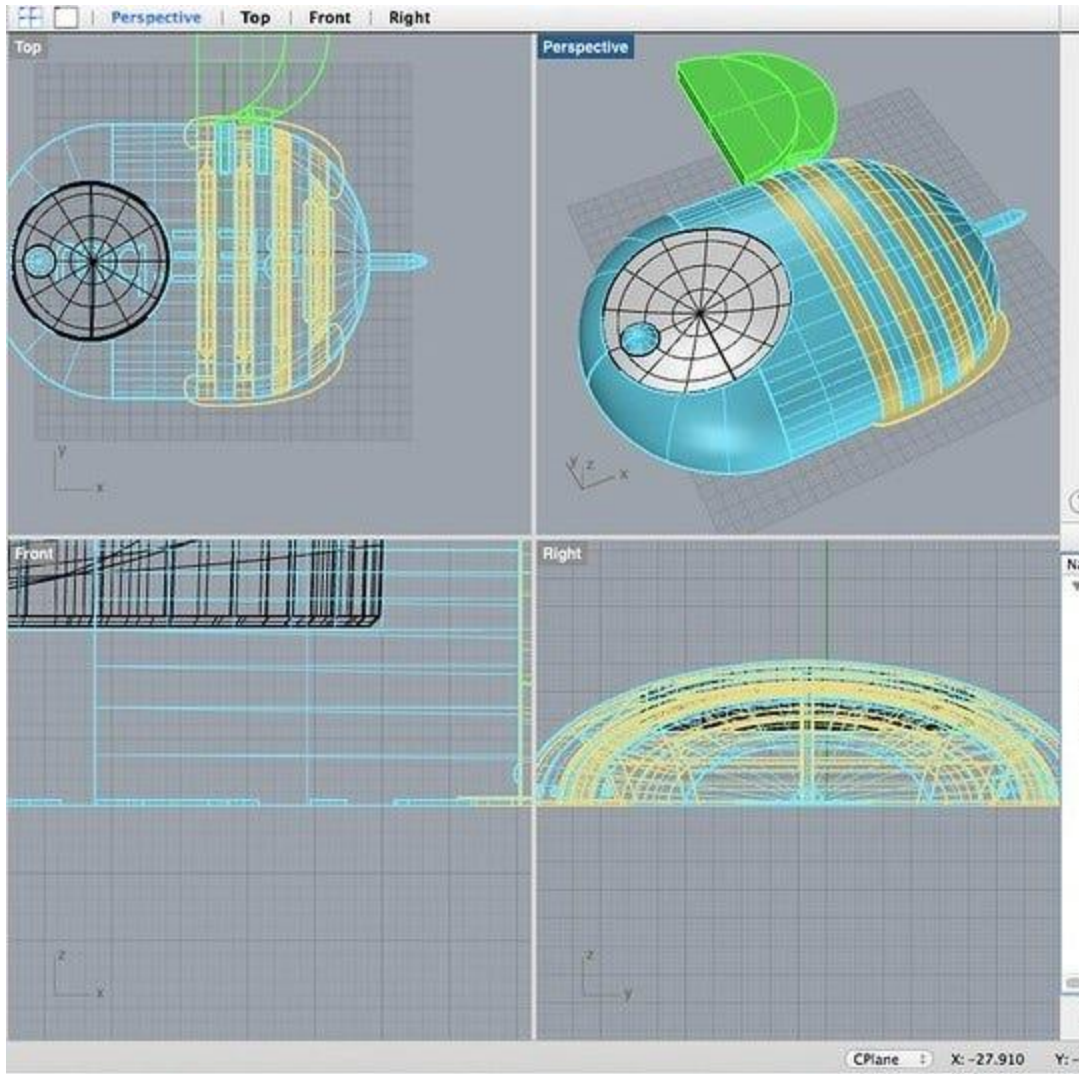 Perspective Top Front Right
Top
Perspective
y
x
y z x
Front
Right
Na
z
x
z
y
CPlane X: -27.910 Y: -